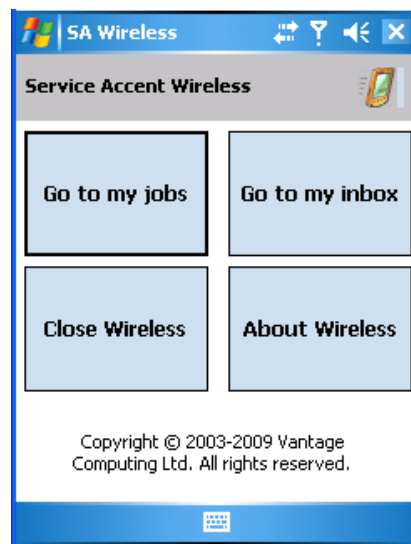 SA Wireless
Service Accent Wireless
Go to my jobs
Go to my inbox
Close Wireless
About Wireless
Copyright © 2003-2009 Vantage
Computing Ltd. All rights reserved.